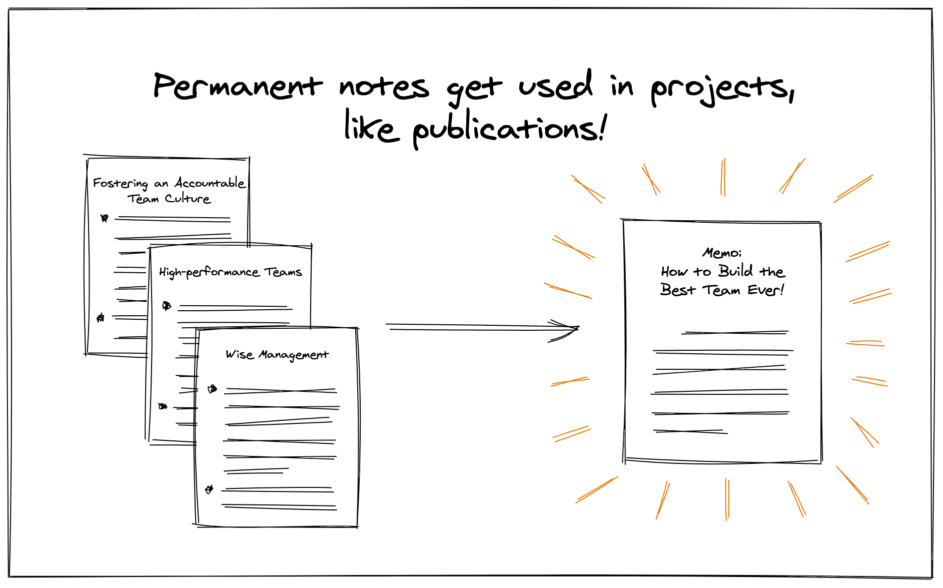 Permanent notes get used in projects,
like publications!
Fostering an Accountable
Team Culture
High-performance Teams
Wise Management
Memo:
How to Build the
Best Team Ever!